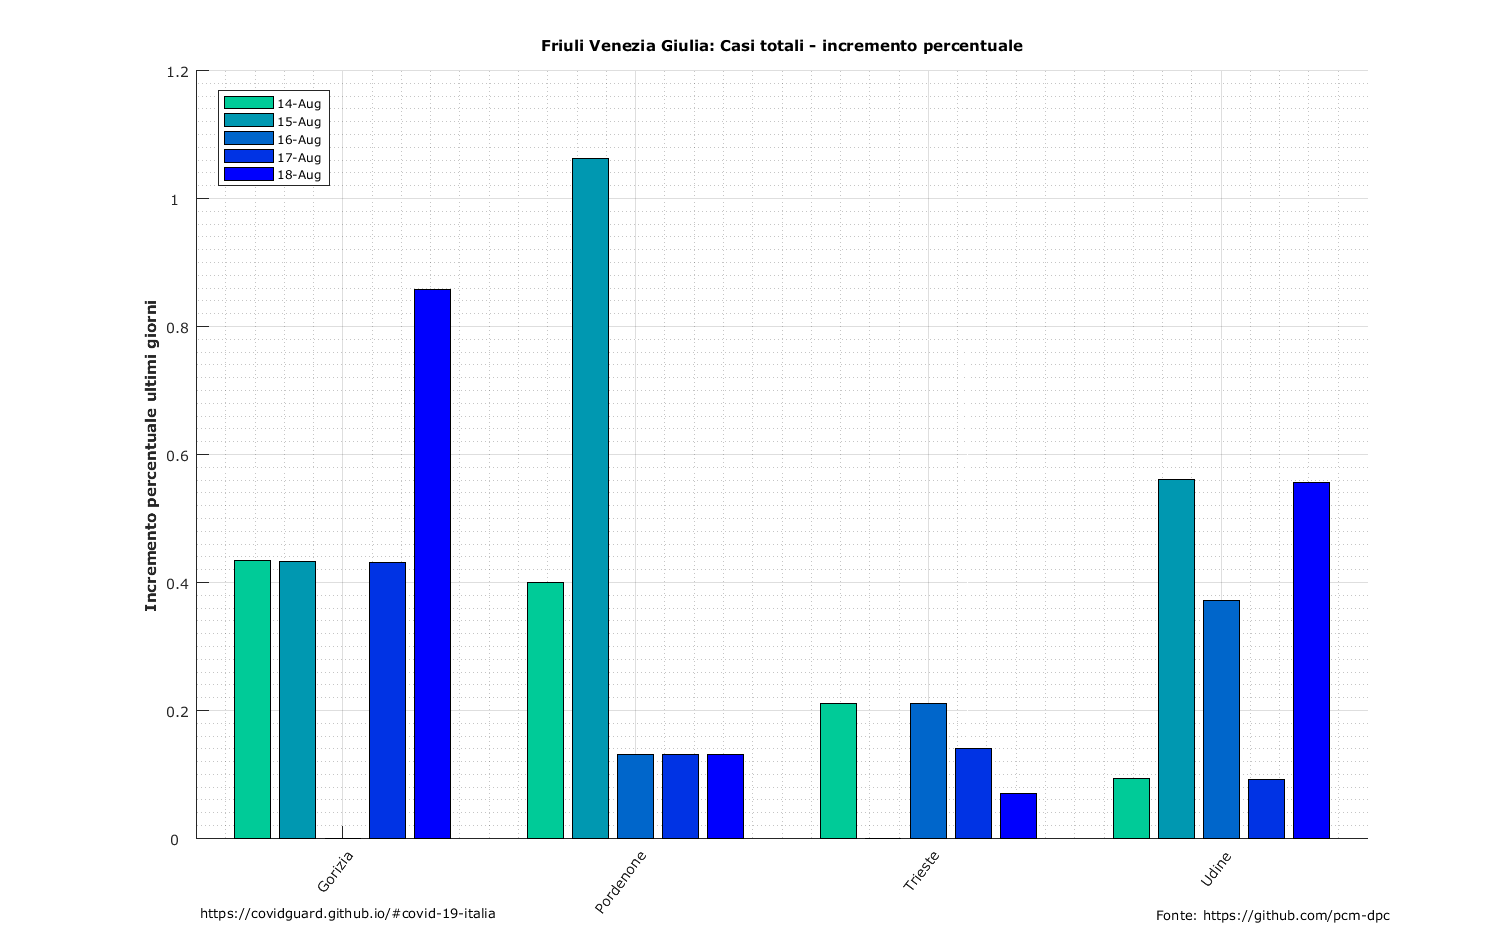 Friuli Venezia Giulia: Casi totali - incremento percentuale
1.2
1
0.8
0.6
0.4
0.2
0
Incremento percentuale ultimi giorni
14-Aug
15-Aug
16-Aug
17-Aug
18-Aug
Gorizia
Pordenone
Trieste
Udine
https://covidguard.github.io/#covid-19-italia
Fonte: https://github.com/pcm-dpc